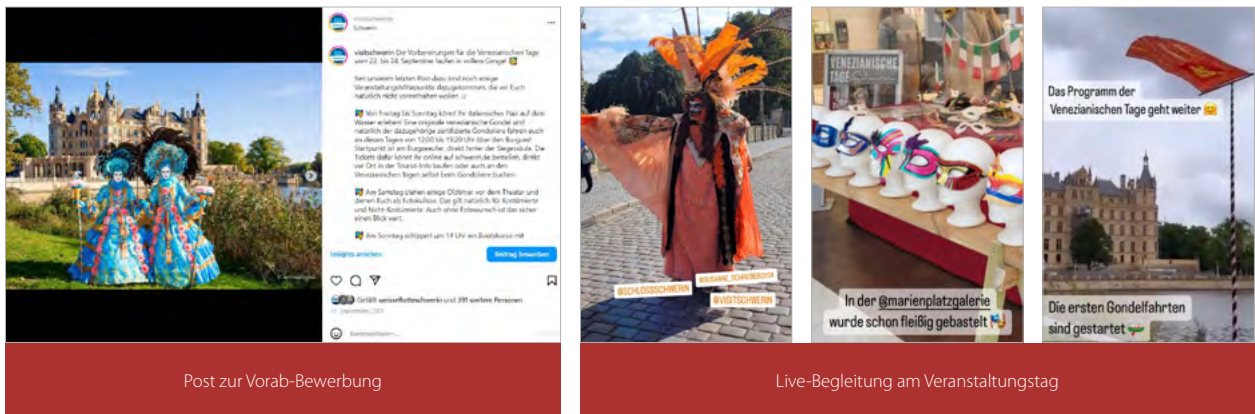 Schwerin
visitschwerin Die Vorbereitungen für die Venezianischen Tage
vom 22. bis 24. September laufen in vollem Gange!
Seit unserem letzten Post dazu sind noch einige
Veranstaltungshöhepunkte dazugekommen, die wir Euch
natürlich nicht vorenthalten wollen
Von Freitag bis Sonntag könnt Ihr italienisches Flair auf dem
Wasser erleben! Eine originale venezianische Gondel und
natürlich der dazugehörige zertifizierte Gondoliere fahren euch
an diesen Tagen von 12:00 bis 19:20 Uhr über den Burgsee!
Startpunkt ist am Burgseeufer, direkt hinter der Siegessäule. Die
Tickets dafür könnt ihr online auf schwerin.de bestellen, direkt
vor Ort in der Tourist-Info kaufen oder auch an den
Venezianischen Tagen selbst beim Gondoliere buchen.
Am Samstag stehen einige Oldtimer vor dem Theater und
dienen Euch als Fotokulisse. Das gilt natürlich für Kostümierte
und Nicht-Kostümierte. Auch ohne Fotowunsch ist das sicher
einen Blick wert.
Am Sonntag schippert um 14 Uhr ein Bootskorso mit
Insights ansehen
Beitrag bewerben
Gefällt weisseflotteschwerin und 391 weitere Personen
Kommentieren...
Post zur Vorab-Bewerbung
@SUSANNE_SCHREIBERSSON
@SCHLOSSSCHWERIN
@VISITSCHWERIN
VENEZIANISCHE
TAGE
In der @marienplatzgalerie
wurde schon fleißig gebastelt
Das Programm der
Venezianischen Tage geht weiter
Die ersten Gondelfahrten
sind gestartet
Live-Begleitung am Veranstaltungstag